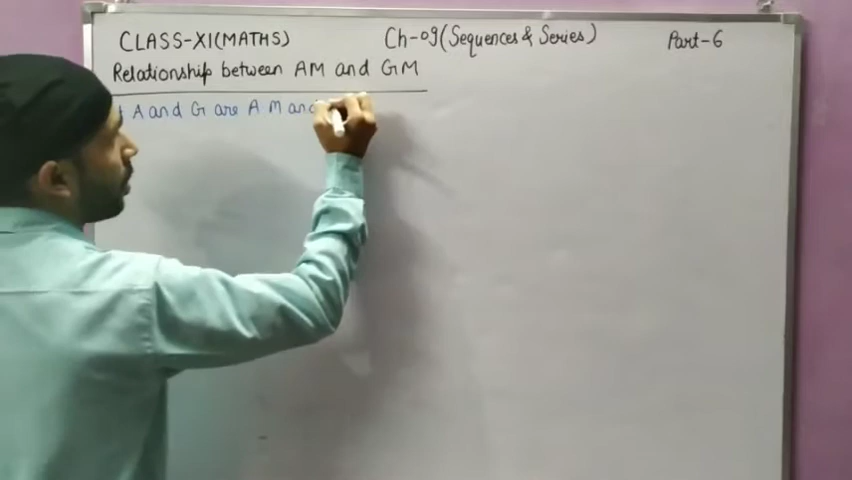 CLASS-XI(MATHS) Ch-09(Sequences & Series) Part-6
Relationship between AM and GM
A and G are A.M and